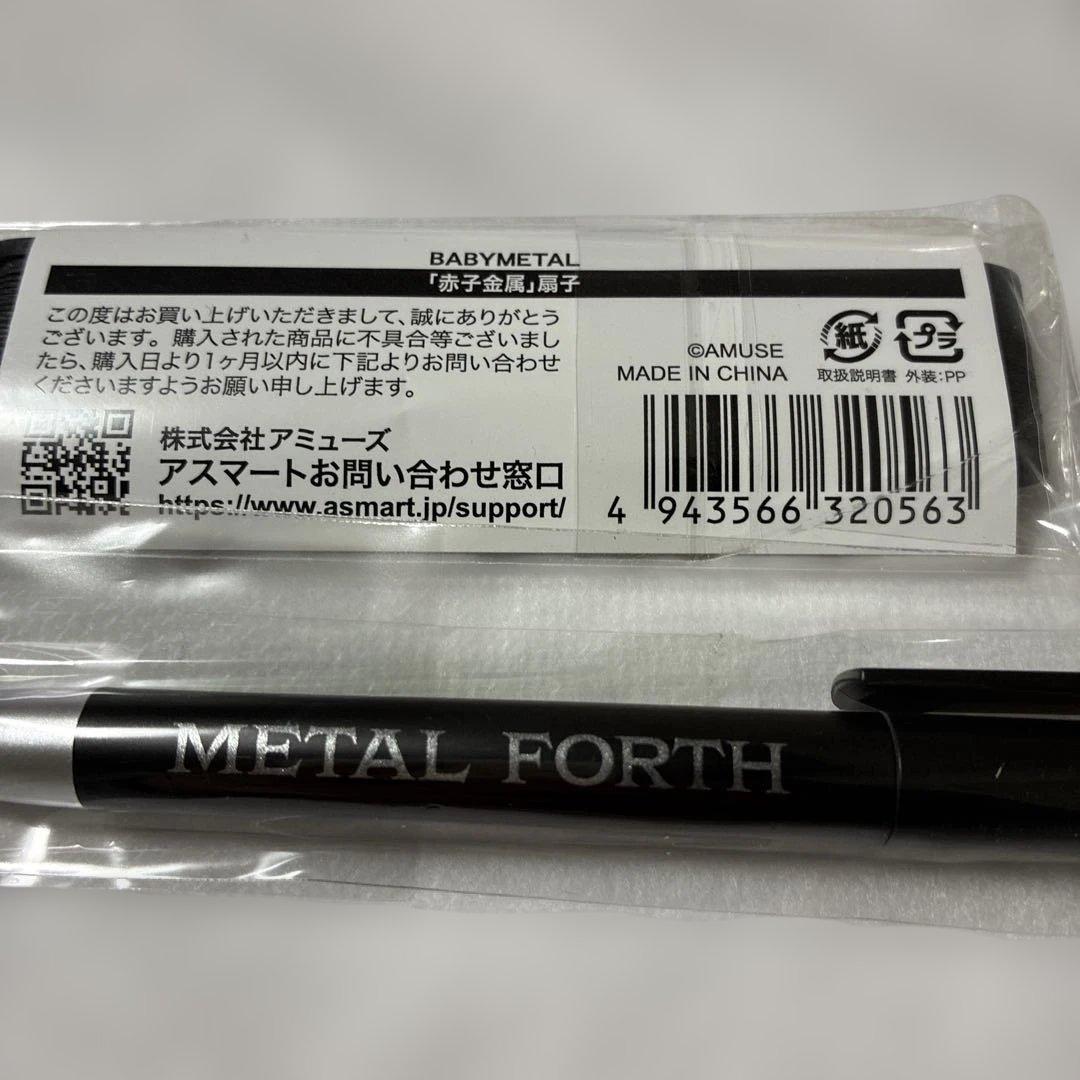 BABYMETAL
「赤子金属」扇子
この度はお買い上げいただきまして、誠にありがとう
ございます。購入された商品に不具合等ございまし
たら、購入日より1ヶ月以内に下記よりお問い合わせ
くださいますようお願い申し上げます。
株式会社アミューズ
アスマートお問い合わせ窓口
https://www.asmart.jp/support/
©AMUSE
MADE IN CHINA
紙
プラ
取扱説明書 外装:PP
4 943566 320563
METAL FORTH